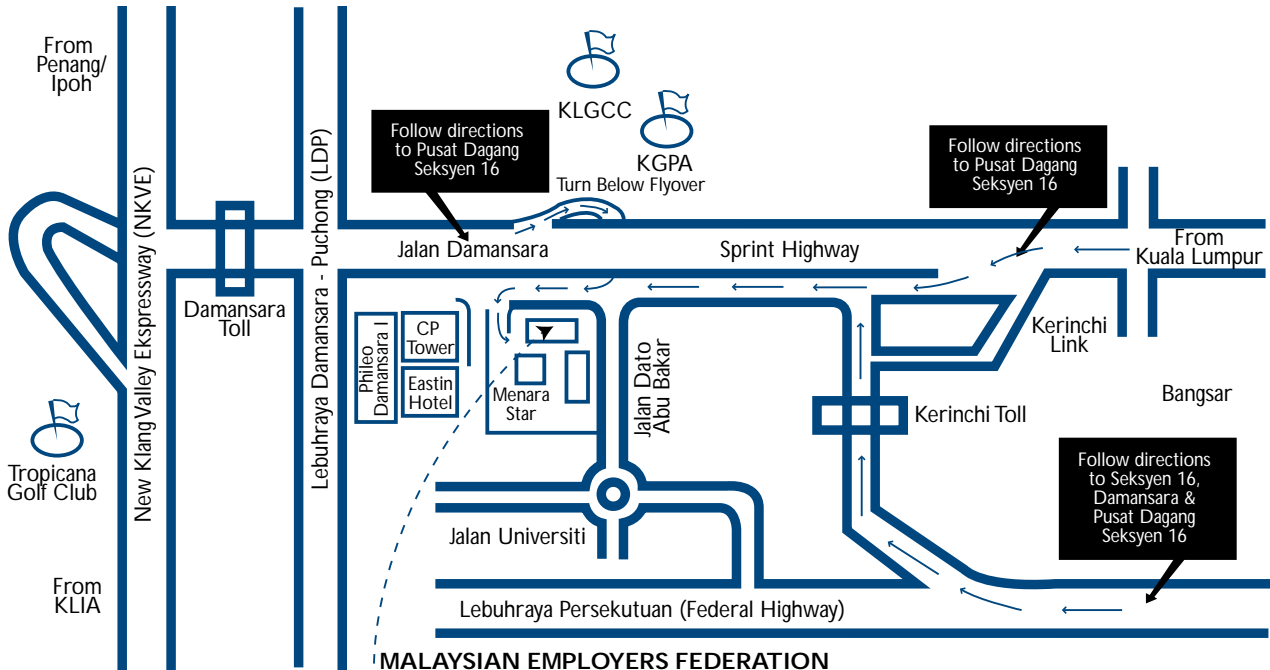 From
Penang/
Ipoh
New Klang Valley Ekspressway (NKVE)
Lebuhraya Damansara - Puchong (LDP)
KLGCC
KGPA
Turn Below Flyover
Follow directions
to Pusat Dagang
Seksyen 16
Follow directions
to Pusat Dagang
Seksyen 16
Jalan Damansara
Sprint Highway
From
Kuala Lumpur
Damansara
Toll
Phileo
Damansara I
CP
Tower
Eastin
Hotel
Menara
Star
Jalan Dato
Abu Bakar
Kerinchi
Link
Kerinchi Toll
Bangsar
Tropicana
Golf Club
Follow directions
to Seksyen 16,
Damansara &
Pusat Dagang
Seksyen 16
Jalan Universiti
From
KLIA
Lebuhraya Persekutuan (Federal Highway)
MALAYSIAN EMPLOYERS FEDERATION